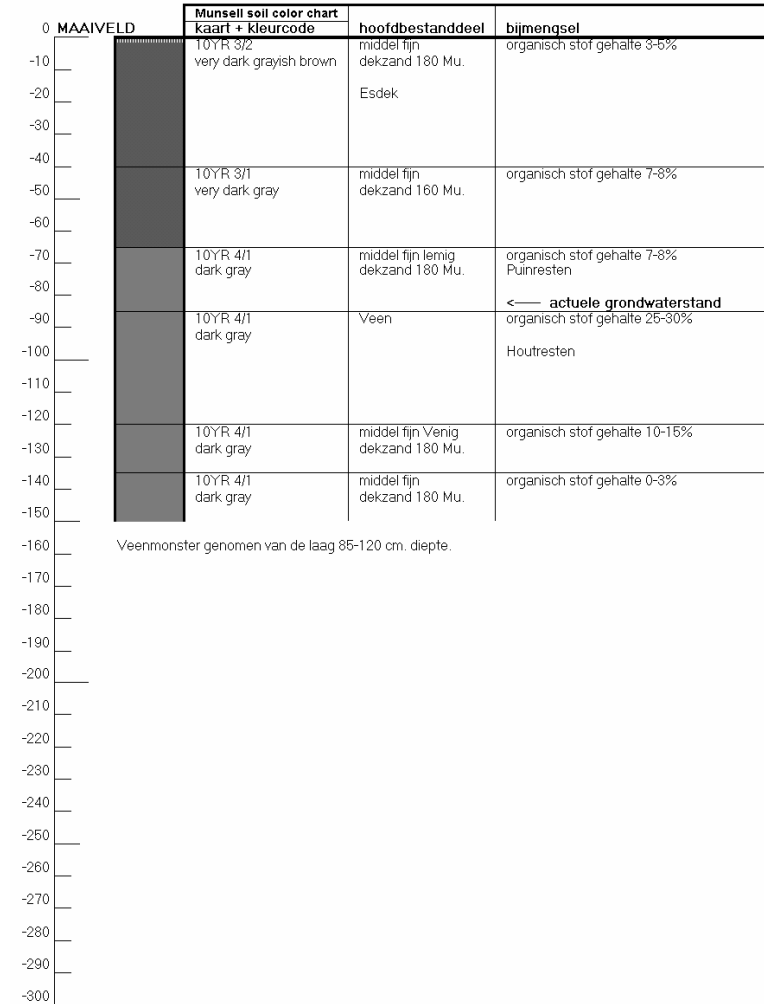 Munsell soil color chart
0 MAAIVELD kaart + kleurcode hoofdbestanddeel bijmengsel
10YR 3/2 middel fijn organisch stof gehalte 3-5%
-10 very dark grayish brown dekzand 180 Mu.
-20 Esdek
-30
-40
10YR 3/1 middel fijn organisch stof gehalte 7-8%
-50 very dark gray dekzand 160 Mu.
-60
-70 10YR 4/1 middel fijn lemig organisch stof gehalte 7-8%
dark gray dekzand 180 Mu. Puinresten
-80
<— actuele grondwaterstand
-90 10YR 4/1 Veen organisch stof gehalte 25-30%
dark gray
-100 Houtresten
-110
-120
10YR 4/1 middel fijn Venig organisch stof gehalte 10-15%
-130 dark gray dekzand 180 Mu.
-140 10YR 4/1 middel fijn organisch stof gehalte 0-3%
dark gray dekzand 180 Mu.
-150
-160 Veenmonster genomen van de laag 85-120 cm. diepte.
-170
-180
-190
-200
-210
-220
-230
-240
-250
-260
-270
-280
-290
-300